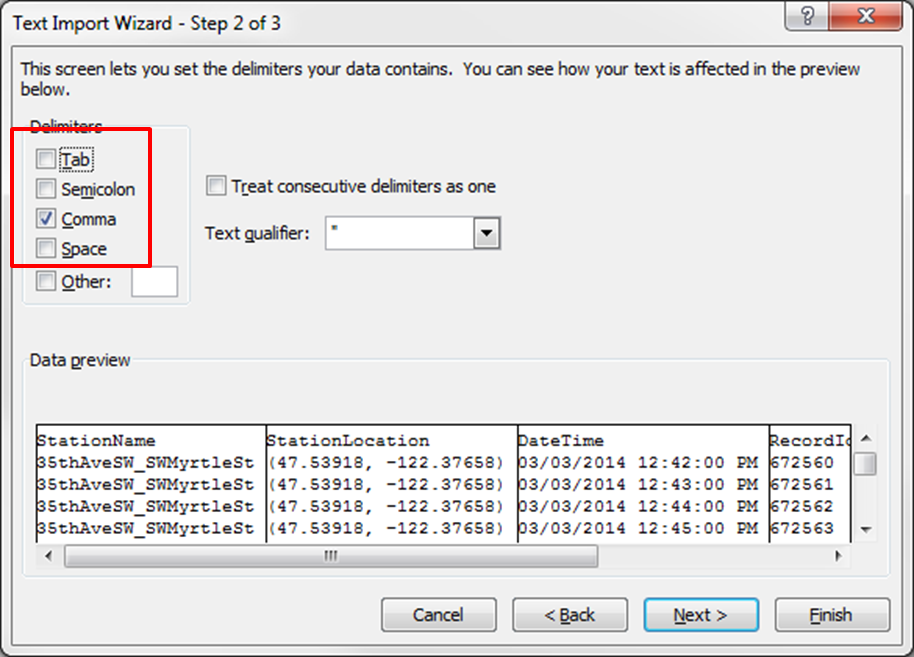 Text Import Wizard - Step 2 of 3
This screen lets you set the delimiters your data contains.  You can see how your text is affected in the preview
below.
Delimiters
Tab
Semicolon
Comma
Space
Other:
Treat consecutive delimiters as one
Text qualifier: "
Data preview
StationName StationLocation DateTime RecordId
35thAveSW_SWMyrtleSt (47.53918, -122.37658) 03/03/2014 12:42:00 PM 672560
35thAveSW_SWMyrtleSt (47.53918, -122.37658) 03/03/2014 12:43:00 PM 672561
35thAveSW_SWMyrtleSt (47.53918, -122.37658) 03/03/2014 12:44:00 PM 672562
35thAveSW_SWMyrtleSt (47.53918, -122.37658) 03/03/2014 12:45:00 PM 672563
Cancel
< Back
Next >
Finish